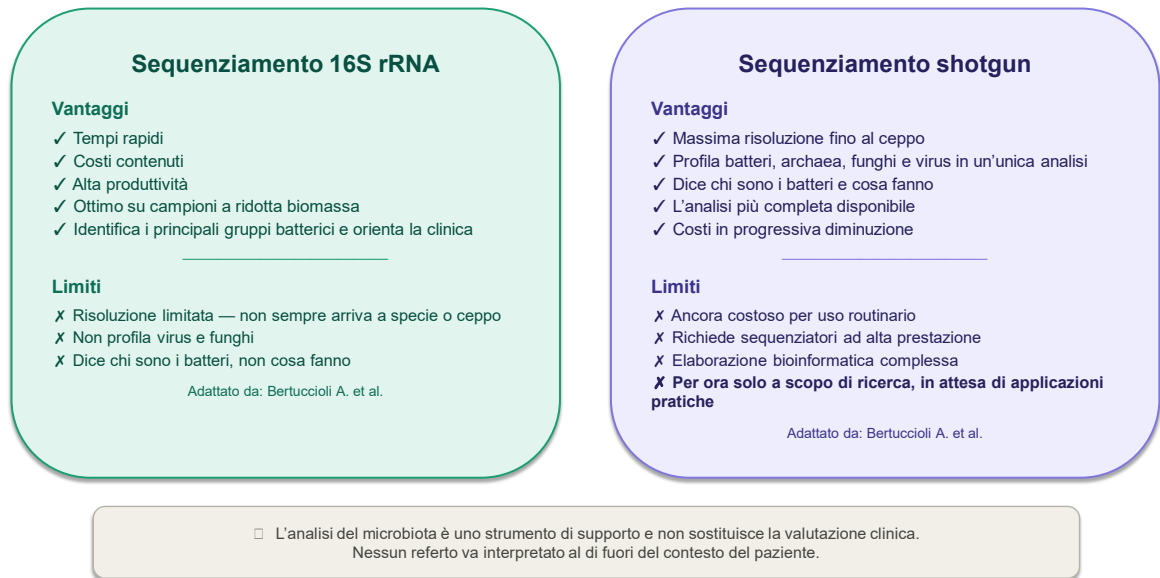 Sequenziamento 16S rRNA
Vantaggi
✓ Tempi rapidi
✓ Costi contenuti
✓ Alta produttività
✓ Ottimo su campioni a ridotta biomassa
✓ Identifica i principali gruppi batterici e orienta la clinica
Limiti
✗ Risoluzione limitata — non sempre arriva a specie o ceppo
✗ Non profila virus e funghi
✗ Dice chi sono i batteri, non cosa fanno
Adattato da: Bertuccioli A. et al.
Sequenziamento shotgun
Vantaggi
✓ Massima risoluzione fino al ceppo
✓ Profila batteri, archaea, funghi e virus in un’unica analisi
✓ Dice chi sono i batteri e cosa fanno
✓ L’analisi più completa disponibile
✓ Costi in progressiva diminuzione
Limiti
✗ Ancora costoso per uso routinario
✗ Richiede sequenziatori ad alta prestazione
✗ Elaborazione bioinformatica complessa
✗ Per ora solo a scopo di ricerca, in attesa di applicazioni
pratiche
Adattato da: Bertuccioli A. et al.
L’analisi del microbiota è uno strumento di supporto e non sostituisce la valutazione clinica.
Nessun referto va interpretato al di fuori del contesto del paziente.